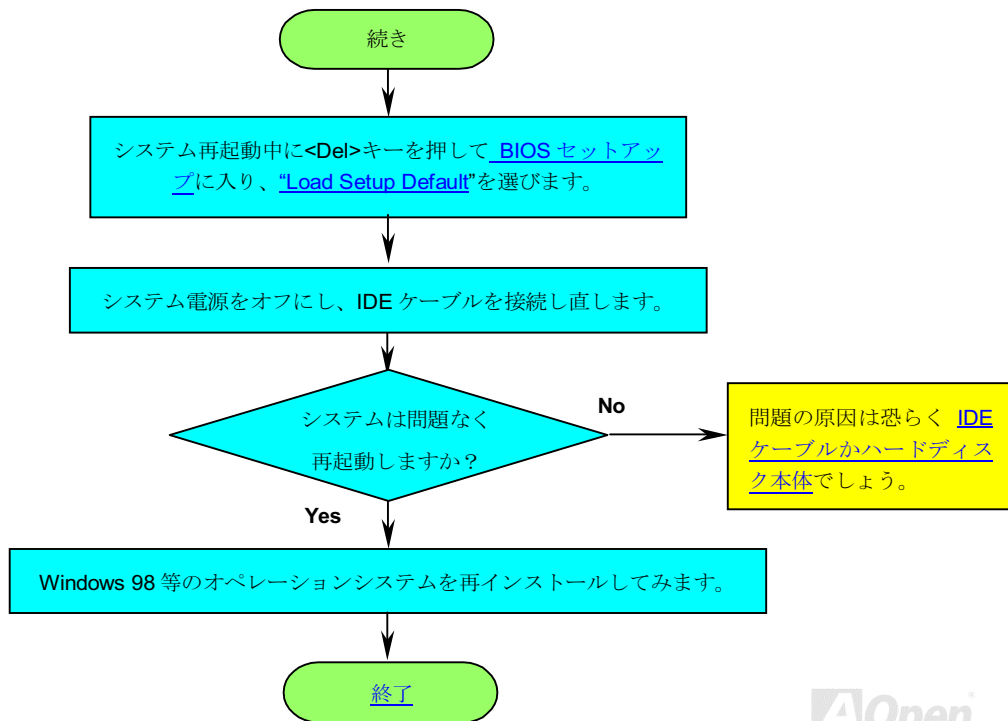 続き
システム再起動中に<Del>キーを押して BIOS セットアッ
プに入り、“Load Setup Default”を選びます。
システム電源をオフにし、IDE ケーブルを接続し直します。
システムは問題なく
再起動しますか？
No
問題の原因は恐らく IDE
ケーブルかハードディス
ク本体でしょう。
Yes
Windows 98 等のオペレーションシステムを再インストールしてみます。
終了
AOpen